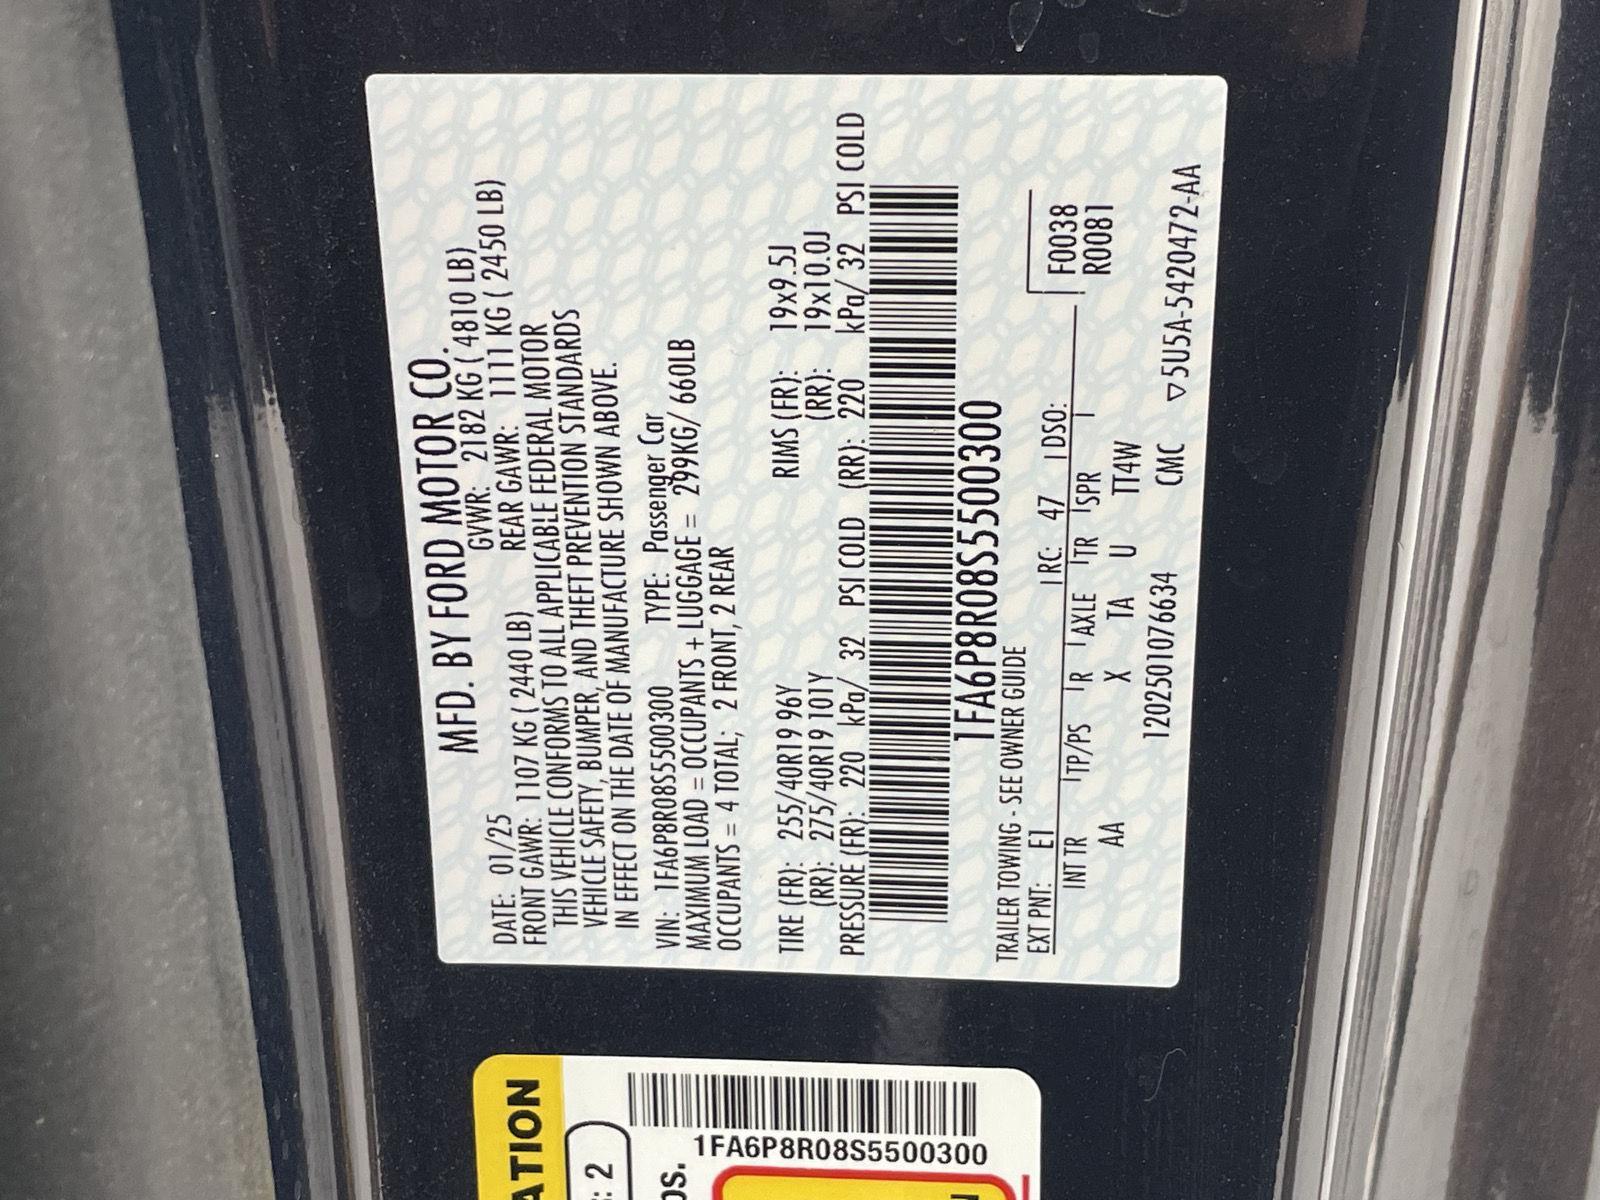 MFD. BY FORD MOTOR CO.
DATE: 01/25 GVWR: 2182 KG ( 4810 LB)
FRONT GAWR: 1107 KG ( 2440 LB) REAR GAWR: 1111 KG ( 2450 LB)
THIS VEHICLE CONFORMS TO ALL APPLICABLE FEDERAL MOTOR
VEHICLE SAFETY, BUMPER, AND THEFT PREVENTION STANDARDS
IN EFFECT ON THE DATE OF MANUFACTURE SHOWN ABOVE.
VIN: 1FA6P8R08S5500300 TYPE: Passenger Car
MAXIMUM LOAD = OCCUPANTS + LUGGAGE = 299KG/ 660LB
OCCUPANTS = 4 TOTAL; 2 FRONT, 2 REAR
TIRE (FR): 255/40R19 96Y RIMS (FR): 19x9.5J
(RR): 275/40R19 101Y (RR): 19x10.0J
PRESSURE (FR): 220 kPa/ 32 PSI COLD (RR): 220 kPa/ 32 PSI COLD
1FA6P8R08S5500300
TRAILER TOWING - SEE OWNER GUIDE
EXT PNT: E1 RC: 47 DSO:
F0038
R0081
INT TR TP/PS R AXLE TR SPR
AA X TA U TT4W
12025010766​34 CMC ▽5U5A-5420472-AA
ATION
: 2
OS.
1FA6P8R08S5500300